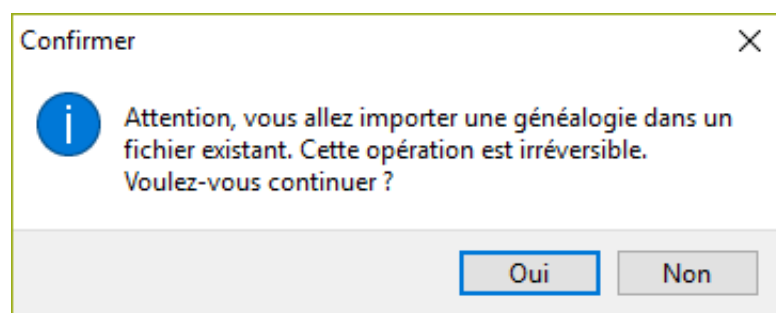 Confirmer
Attention, vous allez importer une généalogie dans un
fichier existant. Cette opération est irréversible.
Voulez-vous continuer ?
Oui
Non